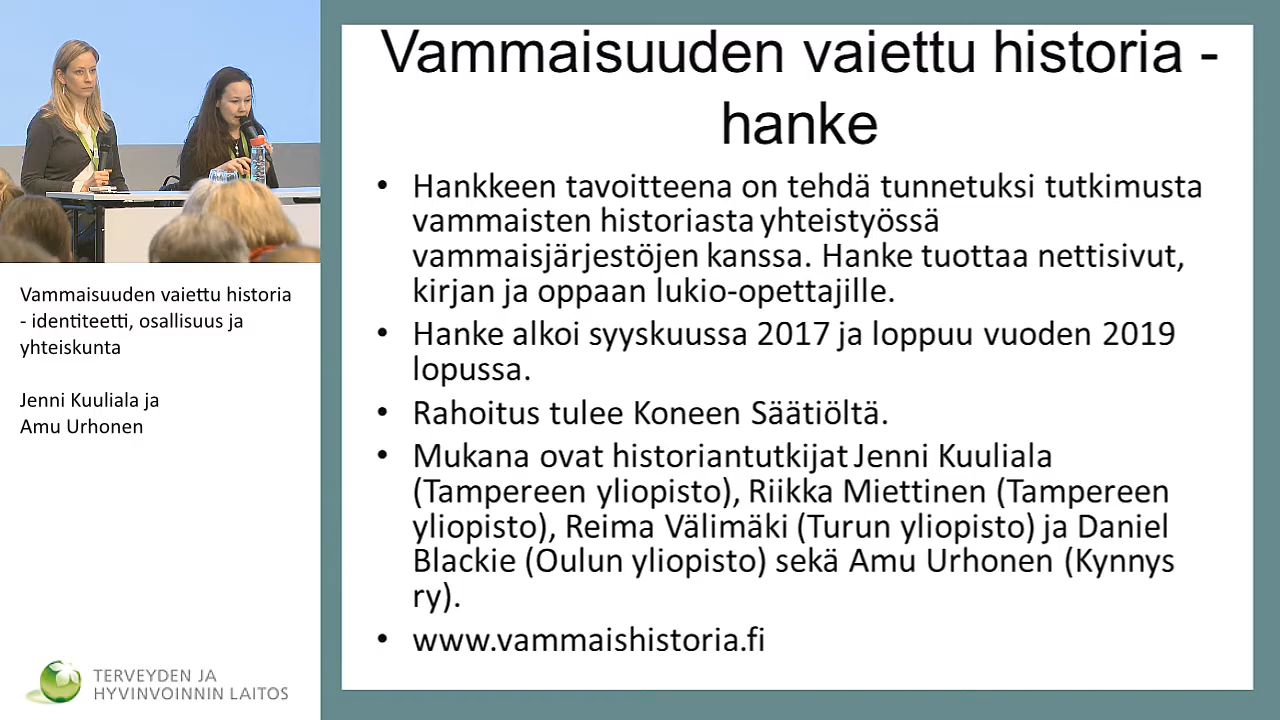 Vammaisuuden vaiettu historia -
hanke
• Hankkeen tavoitteena on tehdä tunnetuksi tutkimusta
vammaisten historiasta yhteistyössä
vammaisjärjestöjen kanssa. Hanke tuottaa nettisivut,
kirjan ja oppaan lukio-opettajille.
• Hanke alkoi syyskuussa 2017 ja loppuu vuoden 2019
lopussa.
• Rahoitus tulee Koneen Säätiöltä.
• Mukana ovat historiantutkijat Jenni Kuuliala
(Tampereen yliopisto), Riikka Miettinen (Tampereen
yliopisto), Reima Välimäki (Turun yliopisto) ja Daniel
Blackie (Oulun yliopisto) sekä Amu Urhonen (Kynnys
ry).
• www.vammaishistoria.fi
Vammaisuuden vaiettu historia
- identiteetti, osallisuus ja
yhteiskunta
Jenni Kuuliala ja
Amu Urhonen
TERVEYDEN JA
HYVINVOINNIN LAITOS